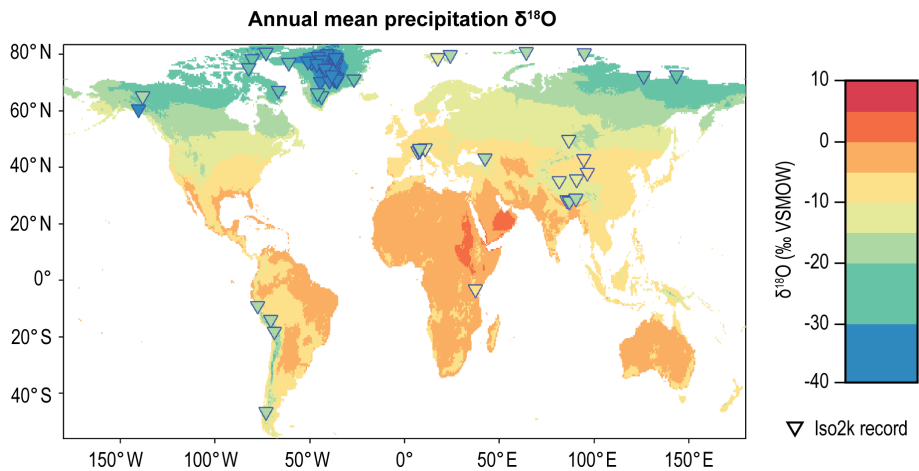 Annual mean precipitation δ¹⁸O
80° N
60° N
40° N
20° N
0°
20° S
40° S
150° W
100° W
50° W
0°
50° E
100° E
150° E
10
0
-10
-20
-30
-40
δ¹⁸O (‰ VSMOW)
Iso2k record